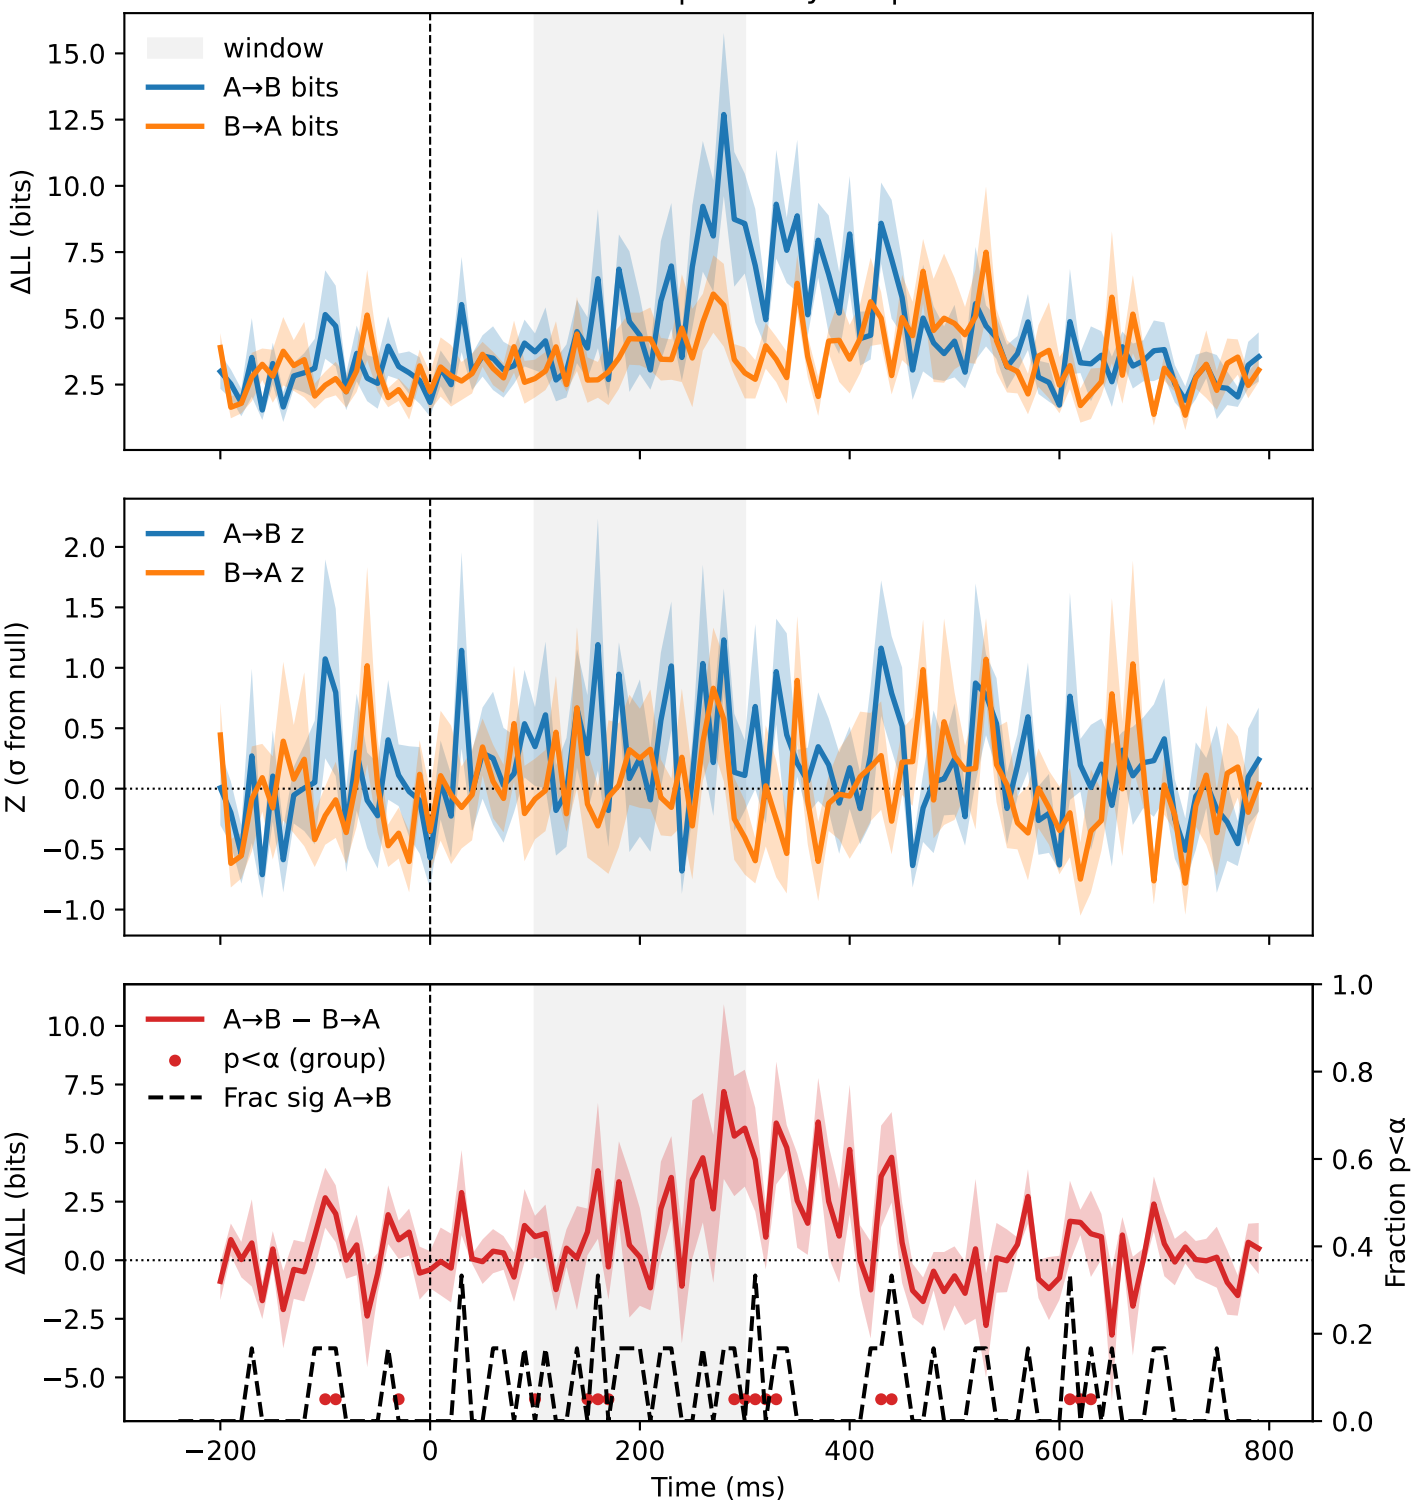 window
A→B bits
B→A bits
ΔLL (bits)
15.0
12.5
10.0
7.5
5.0
2.5
A→B z
B→A z
Z (σ from null)
2.0
1.5
1.0
0.5
0.0
−0.5
−1.0
A→B − B→A
p<α (group)
Frac sig A→B
ΔΔLL (bits)
10.0
7.5
5.0
2.5
0.0
−2.5
−5.0
1.0
0.8
0.6
0.4
0.2
0.0
Fraction p<α
−200
0
200
400
600
800
Time (ms)